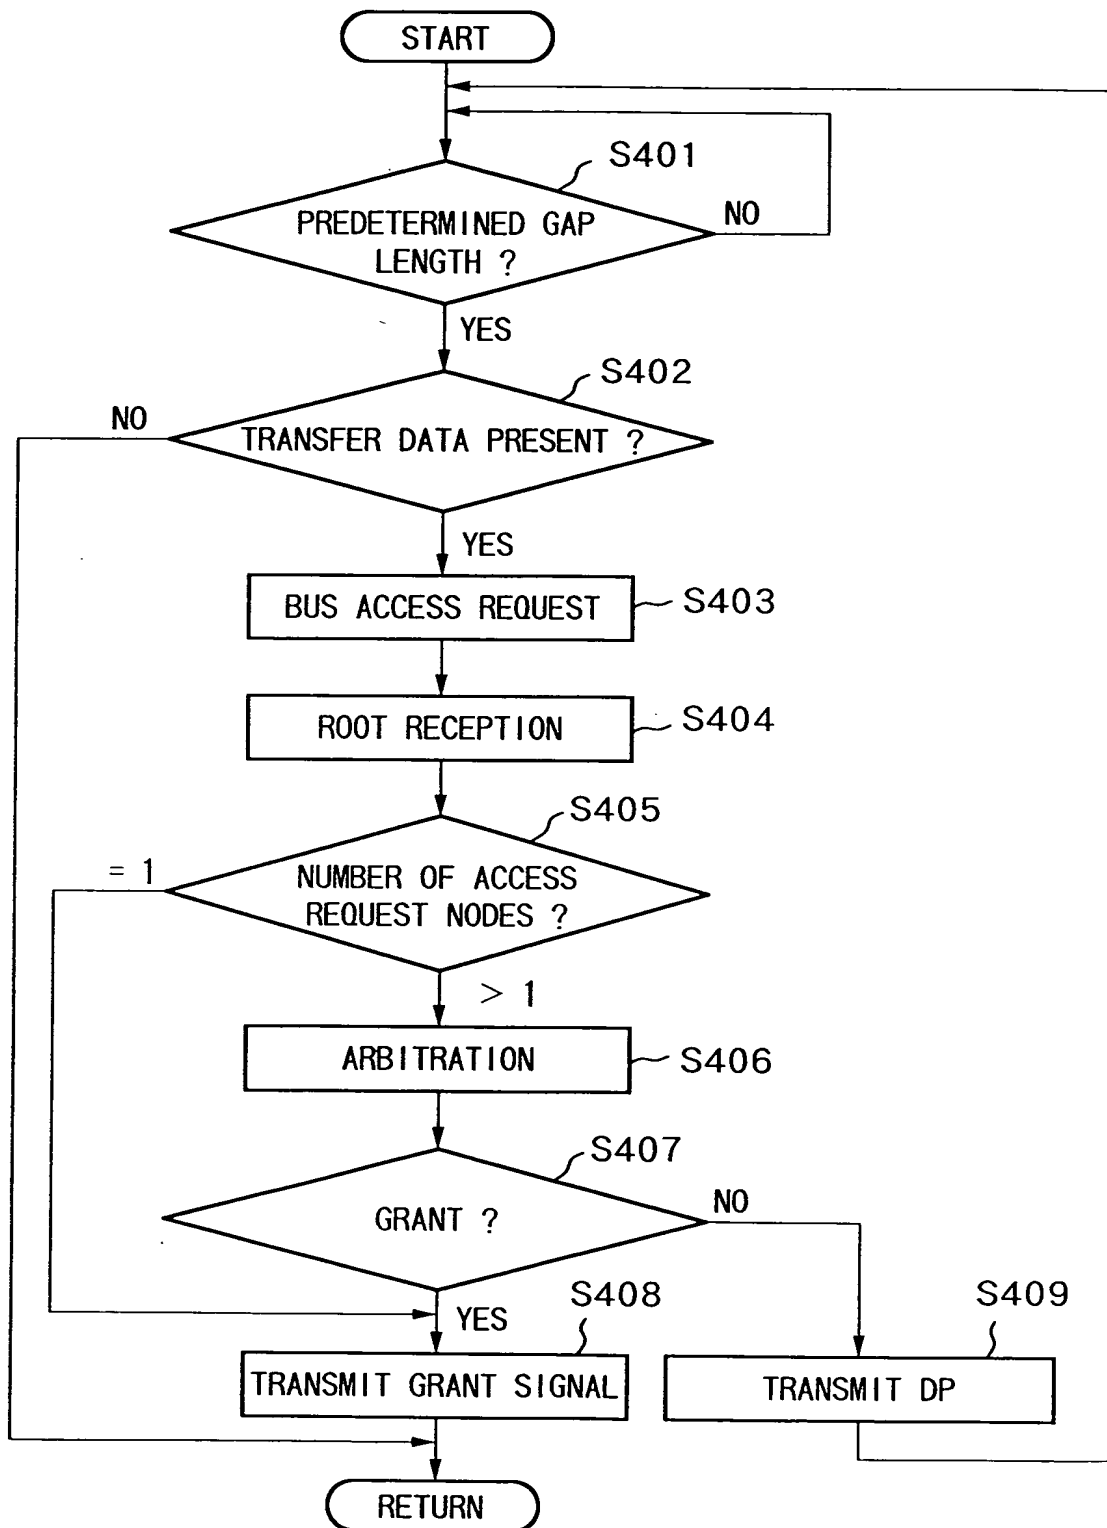 START
S401
PREDETERMINED GAP
LENGTH ?
NO
YES
S402
NO
TRANSFER DATA PRESENT ?
YES
BUS ACCESS REQUEST
S403
ROOT RECEPTION
S404
S405
= 1
NUMBER OF ACCESS
REQUEST NODES ?
> 1
ARBITRATION
S406
S407
GRANT ?
NO
S408
YES
S409
TRANSMIT GRANT SIGNAL
TRANSMIT DP
RETURN